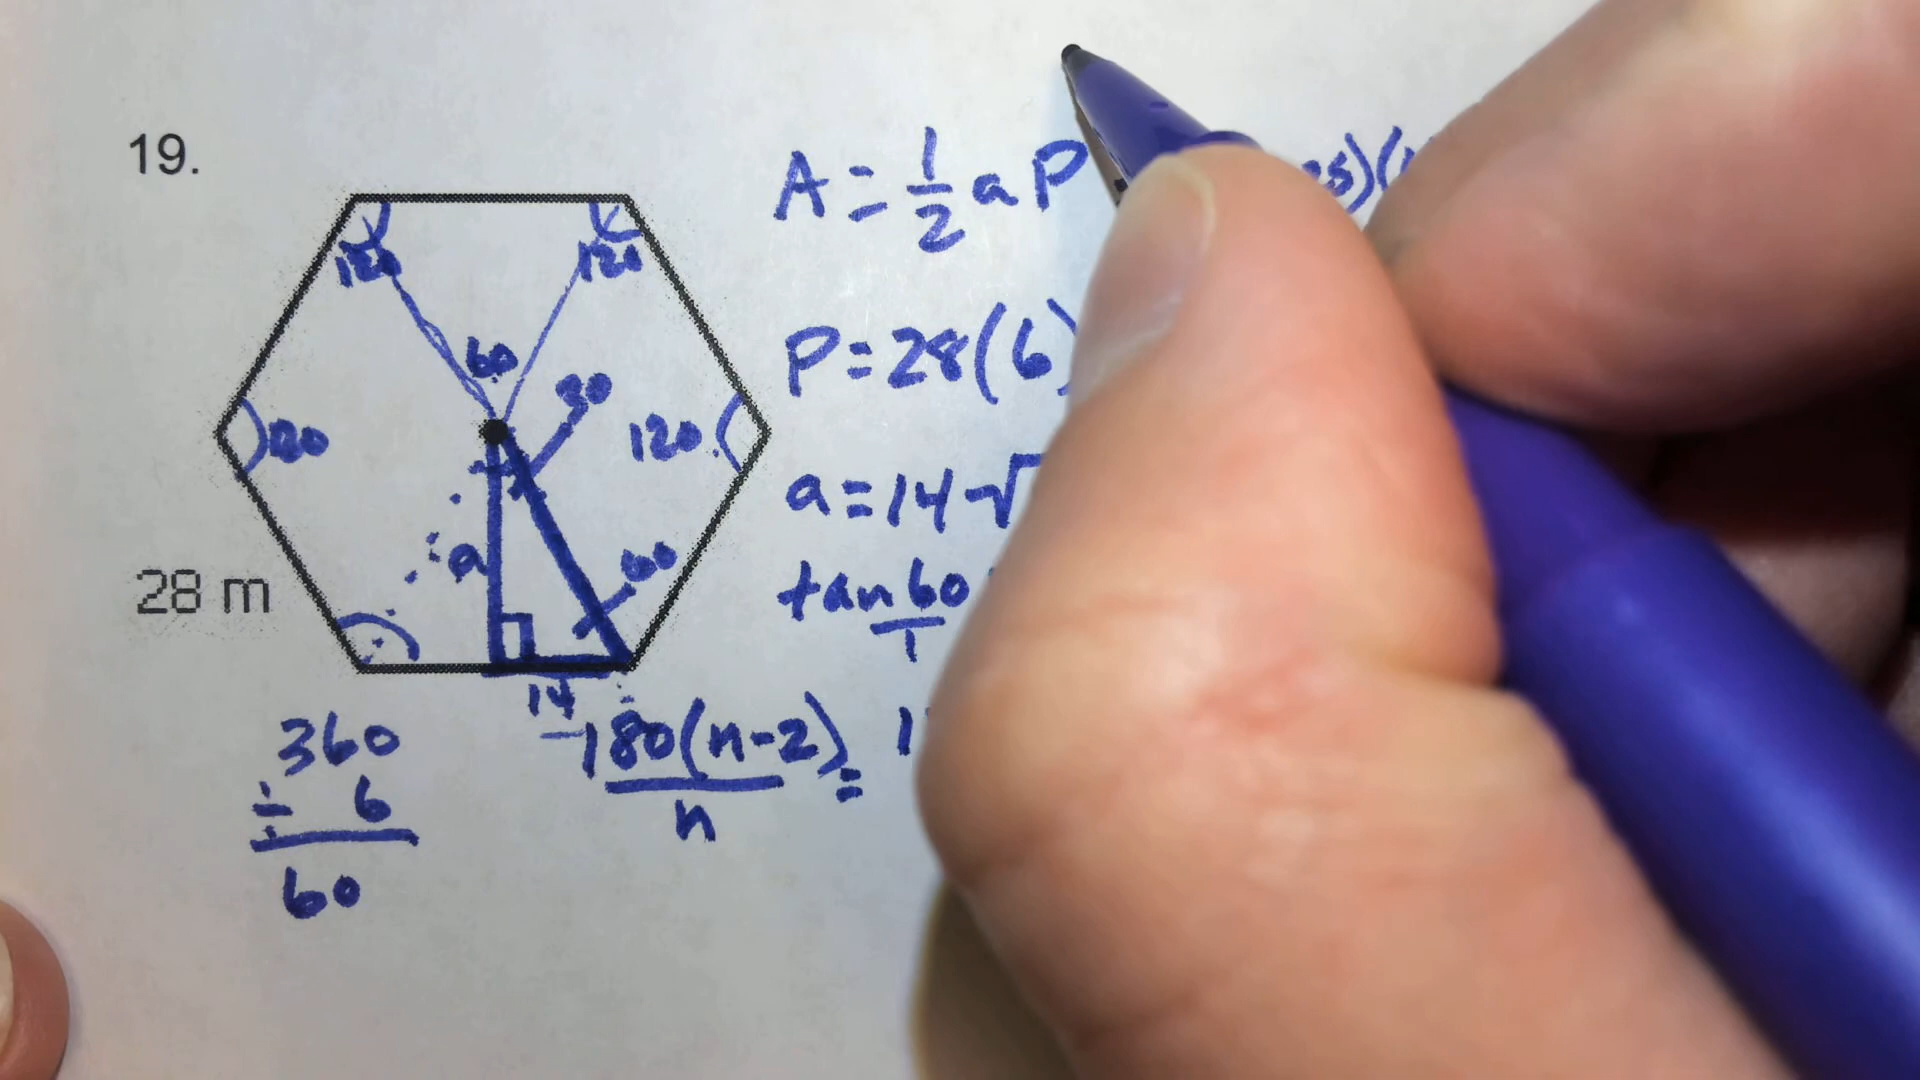 19.
A = 1/2 a P
5)(
120 120
60
30
P = 28(6)
120 120
a = 14√
a
60
tan 60
1
28 m
14
360
÷ 6
60
180(n-2) =
n